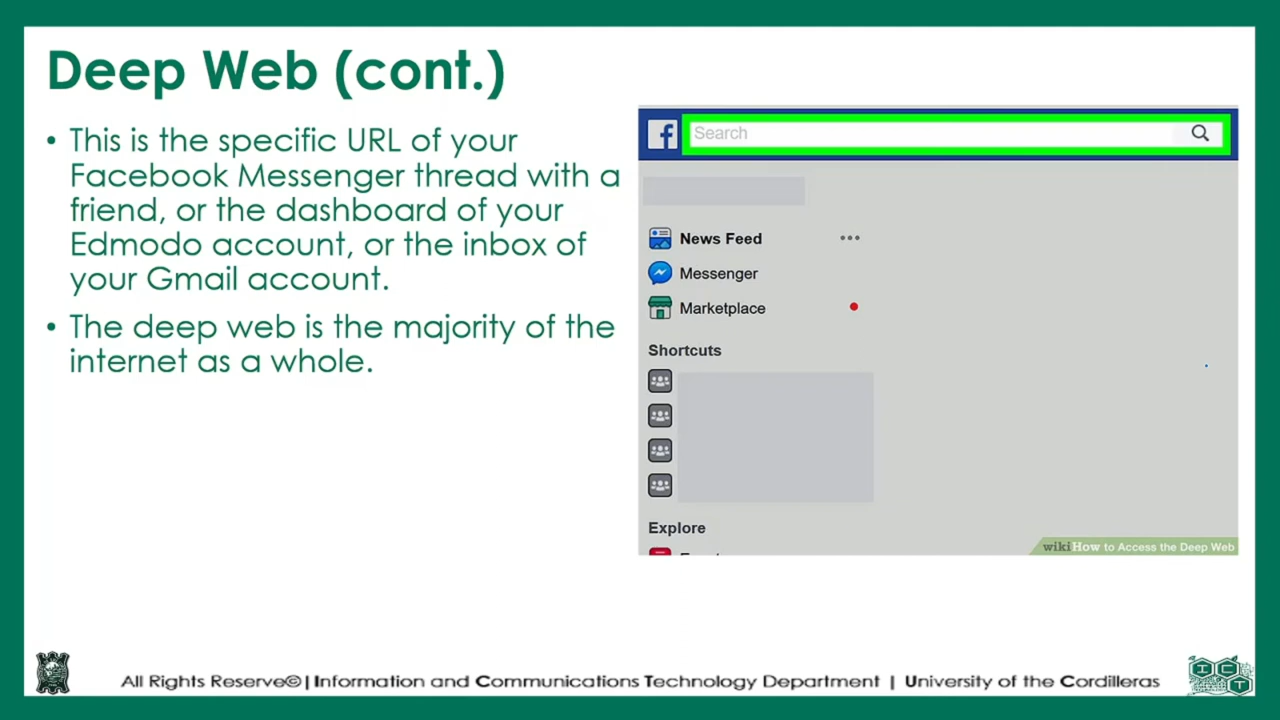 Deep Web (cont.)
• This is the specific URL of your
Facebook Messenger thread with a
friend, or the dashboard of your
Edmodo account, or the inbox of
your Gmail account.
• The deep web is the majority of the
internet as a whole.
f
Search
News Feed
Messenger
Marketplace
Shortcuts
Explore
wikiHow to Access the Deep Web
All Rights Reserve© | Information and Communications Technology Department | University of the Cordilleras
I C
T